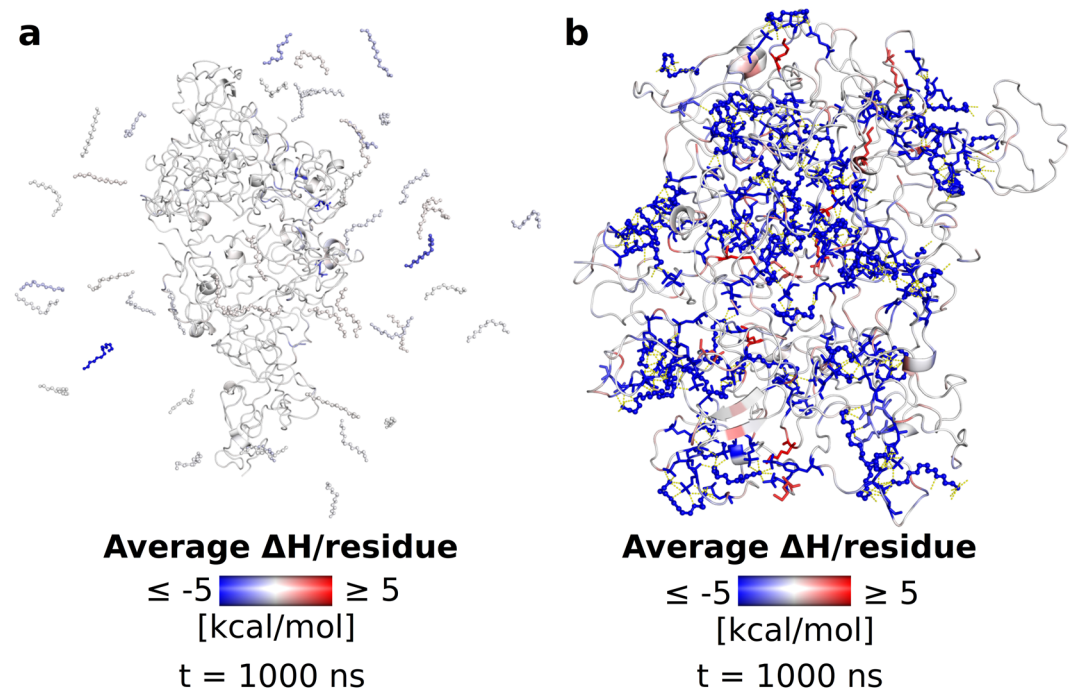 a
b
Average ΔH/residue
≤ -5 ≥ 5
[kcal/mol]
t = 1000 ns
Average ΔH/residue
≤ -5 ≥ 5
[kcal/mol]
t = 1000 ns